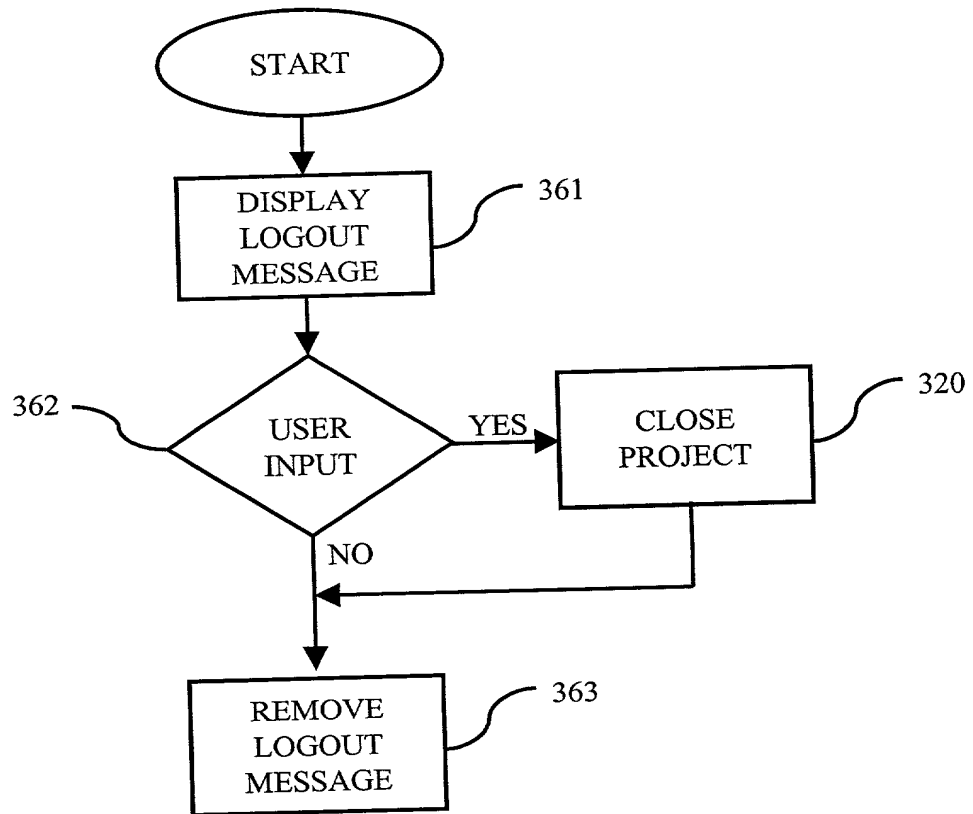 START
DISPLAY
LOGOUT
MESSAGE
361
362
USER
INPUT
YES
CLOSE
PROJECT
320
NO
REMOVE
LOGOUT
MESSAGE
363